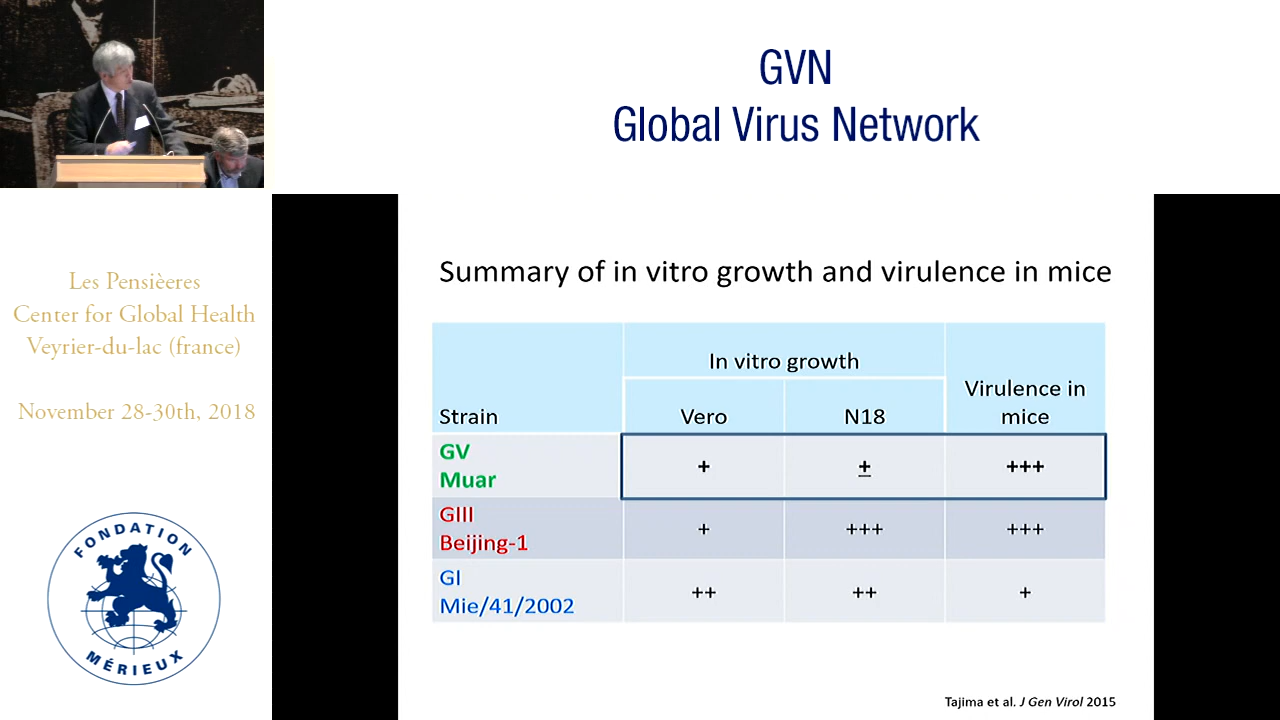 GVN
Global Virus Network
Les Pensièeres
Center for Global Health
Veyrier-du-lac (france)
November 28-30th, 2018
FONDATION
MÉRIEUX
Summary of in vitro growth and virulence in mice
In vitro growth
Virulence in
mice
Strain
Vero
N18
GV
Muar
+
±
+++
GIII
Beijing-1
+
+++
+++
GI
Mie/41/2002
++
++
+
Tajima et al. J Gen Virol 2015